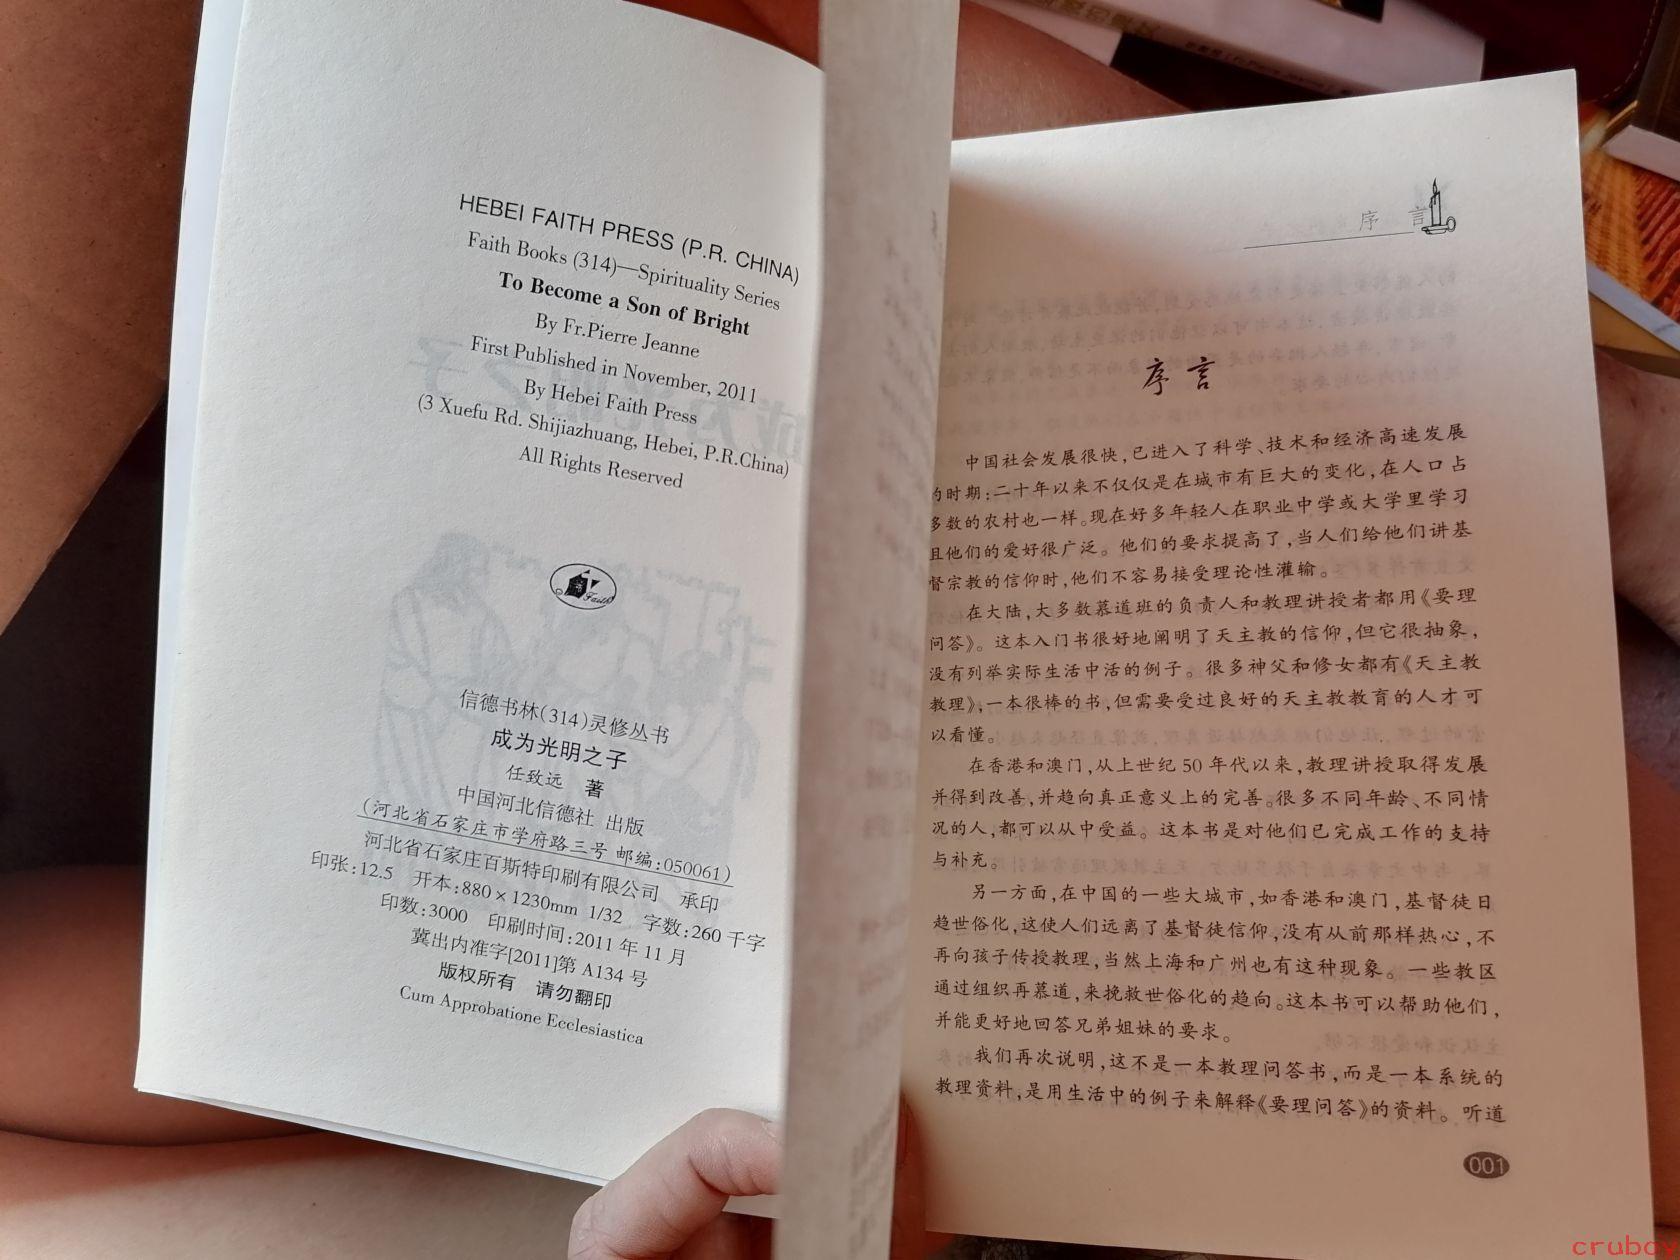 HEBEI FAITH PRESS (P.R. CHINA)
Faith Books (314)—Spirituality Series
To Become a Son of Bright
By Fr.Pierre Jeanne
First Published in November, 2011
By Hebei Faith Press
(3 Xuefu Rd. Shijiazhuang, Hebei, P.R.China)
All Rights Reserved
Faith
信德书林(314)灵修丛书
成为光明之子
任致远 著
中国河北信德社 出版
(河北省石家庄市学府路三号 邮编:050061)
河北省石家庄百斯特印刷有限公司 承印
印张:12.5 开本:880×1230mm 1/32 字数:260千字
印数:3000 印刷时间:2011年11月
冀出内准字[2011]第A134号
版权所有 请勿翻印
Cum Approbatione Ecclesiastica
序 言
序言
中国社会发展很快,已进入了科学、技术和经济高速发展
的时期:二十年以来不仅仅是在城市有巨大的变化,在人口占
多数的农村也一样。现在好多年轻人在职业中学或大学里学习
且他们的爱好很广泛。他们的要求提高了,当人们给他们讲基
督宗教的信仰时,他们不容易接受理论性灌输。
在大陆,大多数慕道班的负责人和教理讲授者都用《要理
问答》。这本入门书很好地阐明了天主教的信仰,但它很抽象,
没有列举实际生活中活的例子。很多神父和修女都有《天主教
教理》,一本很棒的书,但需要受过良好的天主教教育的人才可
以看懂。
在香港和澳门,从上世纪50年代以来,教理讲授取得发展
并得到改善,并趋向真正意义上的完善。很多不同年龄、不同情
况的人,都可以从中受益。这本书是对他们已完成工作的支持
与补充。
另一方面,在中国的一些大城市,如香港和澳门,基督徒日
趋世俗化,这使人们远离了基督徒信仰,没有从前那样热心,不
再向孩子传授教理,当然上海和广州也有这种现象。一些教区
通过组织再慕道,来挽救世俗化的趋向。这本书可以帮助他们,
并能更好地回答兄弟姐妹的要求。
我们再次说明,这不是一本教理问答书,而是一本系统的
教理资料,是用生活中的例子来解释《要理问答》的资料。听道
001